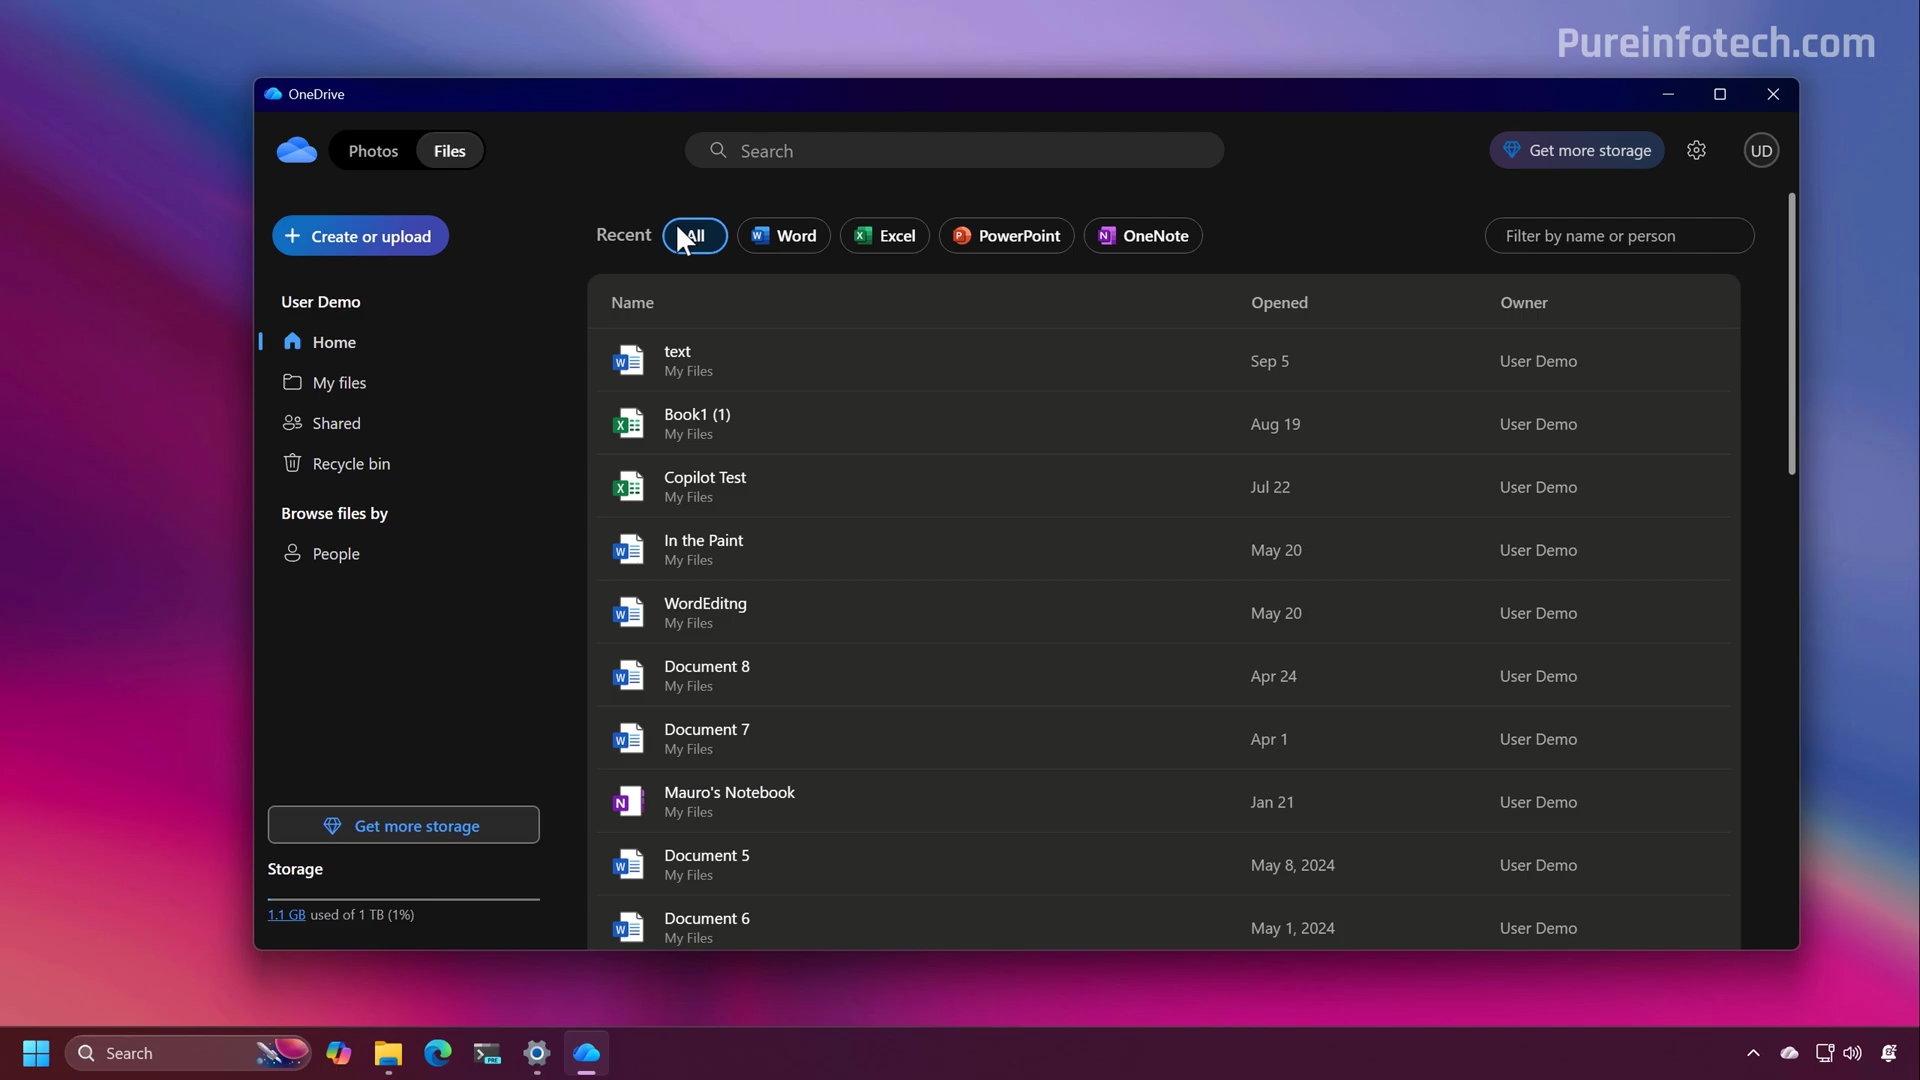 Pureinfotech.com
OneDrive
Photos Files
Search
Get more storage
UD
Create or upload
Recent All Word Excel PowerPoint OneNote
Filter by name or person
User Demo
Home
My files
Shared
Recycle bin
Browse files by
People
Get more storage
Storage
1.1 GB used of 1 TB (1%)
Name Opened Owner
text Sep 5 User Demo
My Files
Book1 (1) Aug 19 User Demo
My Files
Copilot Test Jul 22 User Demo
My Files
In the Paint May 20 User Demo
My Files
WordEditng May 20 User Demo
My Files
Document 8 Apr 24 User Demo
My Files
Document 7 Apr 1 User Demo
My Files
Mauro's Notebook Jan 21 User Demo
My Files
Document 5 May 8, 2024 User Demo
My Files
Document 6 May 1, 2024 User Demo
My Files
Search
PRE